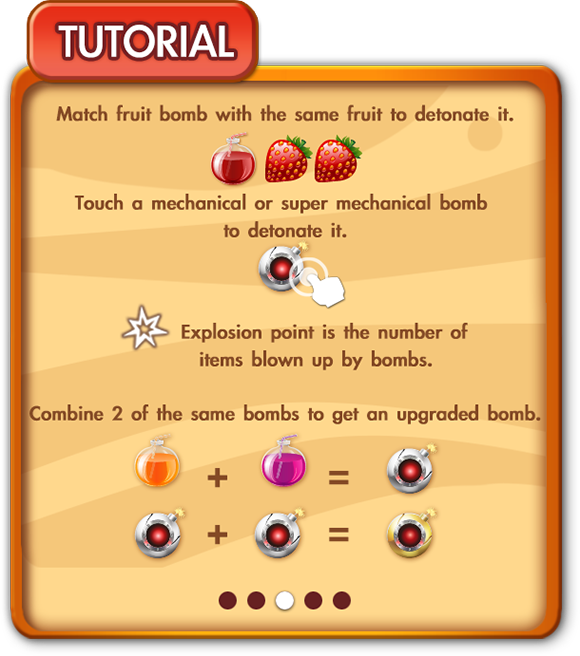 TUTORIAL
Match fruit bomb with the same fruit to detonate it.
Touch a mechanical or super mechanical bomb
to detonate it.
Explosion point is the number of
items blown up by bombs.
Combine 2 of the same bombs to get an upgraded bomb.
+ =
+ =